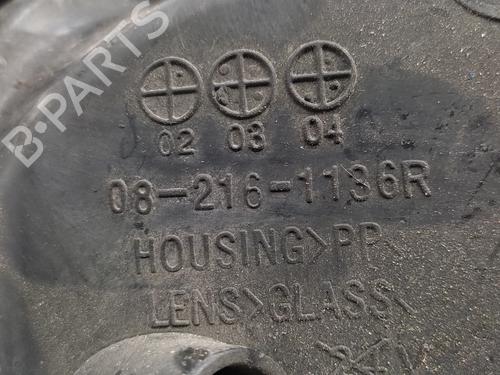 B-PARTS
02 03 04
08-216-1136R
HOUSING>PP
LENS>GLASS<